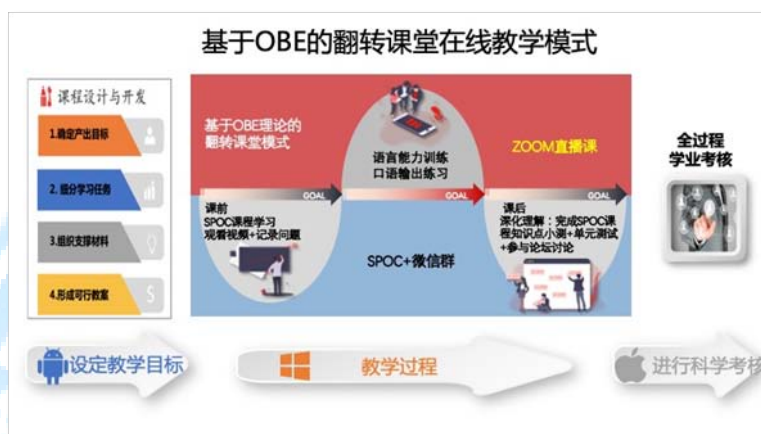 基于OBE的翻转课堂在线教学模式
课程设计与开发
1.确定产出目标
2. 细分学习任务
3.组织支撑材料
4.形成可行教案
S
基于OBE理论的
翻转课堂模式
GOAL
课前
SPOC课程学习
观看视频+记录问题
语言能力训练
口语输出练习
GOAL
SPOC+微信群
ZOOM直播课
GOAL
课后
深化理解：完成SPOC课
程知识点小测+单元测试
+参与论坛讨论
全过程
学业考核
设定教学目标
教学过程
进行科学考核